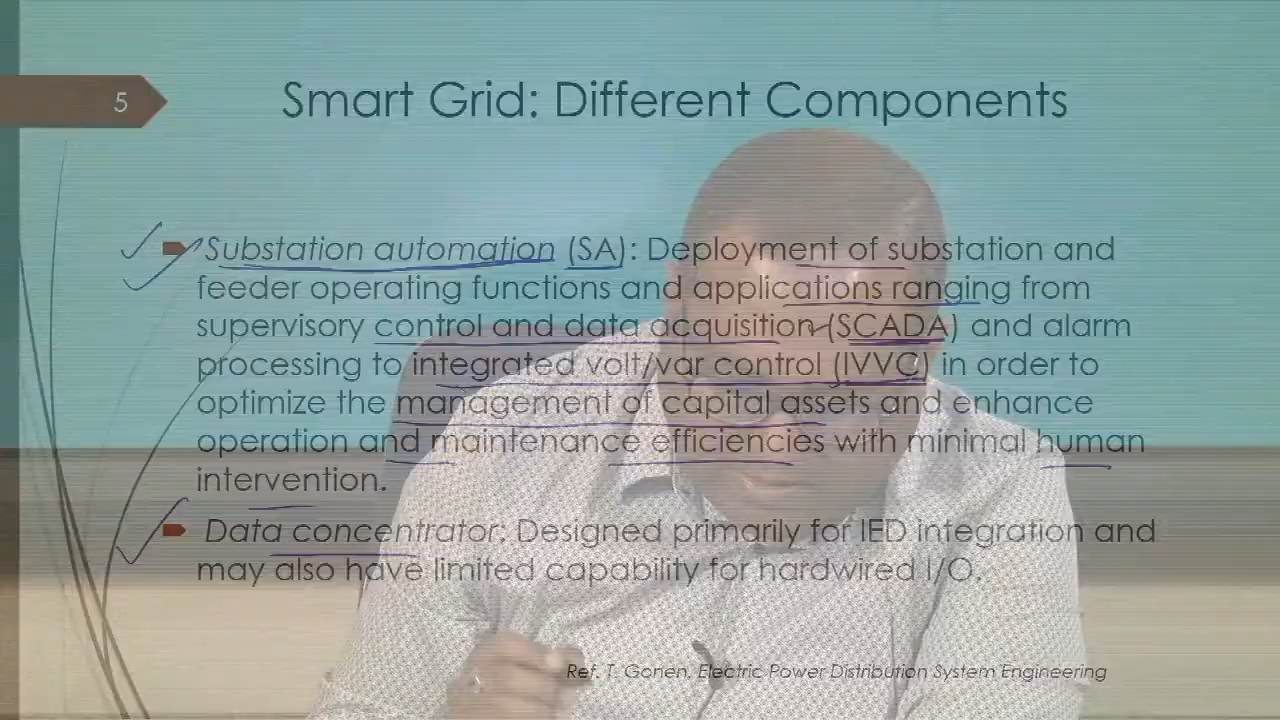 5
Smart Grid: Different Components
Substation automation (SA): Deployment of substation and
feeder operating functions and applications ranging from
supervisory control and data acquisition (SCADA) and alarm
processing to integrated volt/var control (IVVC) in order to
optimize the management of capital assets and enhance
operation and maintenance efficiencies with minimal human
intervention.
Data concentrator: Designed primarily for IED integration and
may also have limited capability for hardwired I/O.
Ref. T. Gonen, Electric Power Distribution System Engineering